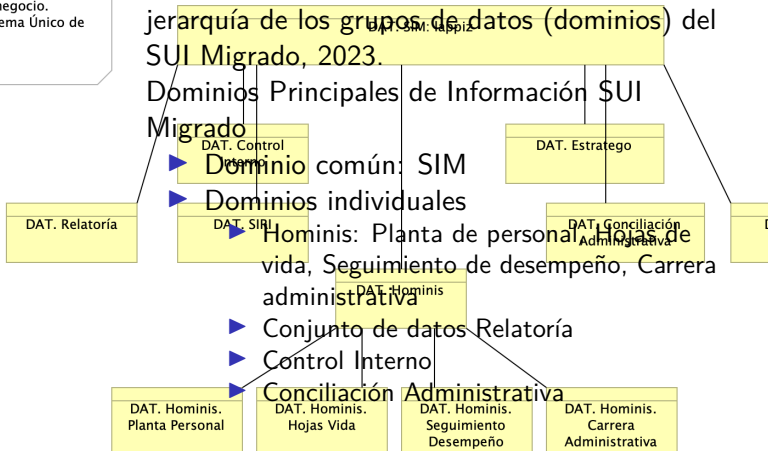 negocio.
ema Único de
jerarquía de los grupos de datos (dominios) del
SUI Migrado, 2023.
Dominios Principales de Información SUI
Migrado
Dominio común: SIM
Dominios individuales
Hominis: Planta de personal, Hojas de
vida, Seguimiento de desempeño, Carrera
administrativa
Conjunto de datos Relatoría
Control Interno
Conciliación Administrativa
DAT. SIM: lappiz
DAT. Control
Interno
DAT. Estratego
DAT. Relatoría
DAT. SIRI
DAT. Conciliación
Administrativa
D
DAT. Hominis
DAT. Hominis.
Planta Personal
DAT. Hominis.
Hojas Vida
DAT. Hominis.
Seguimiento
Desempeño
DAT. Hominis.
Carrera
Administrativa